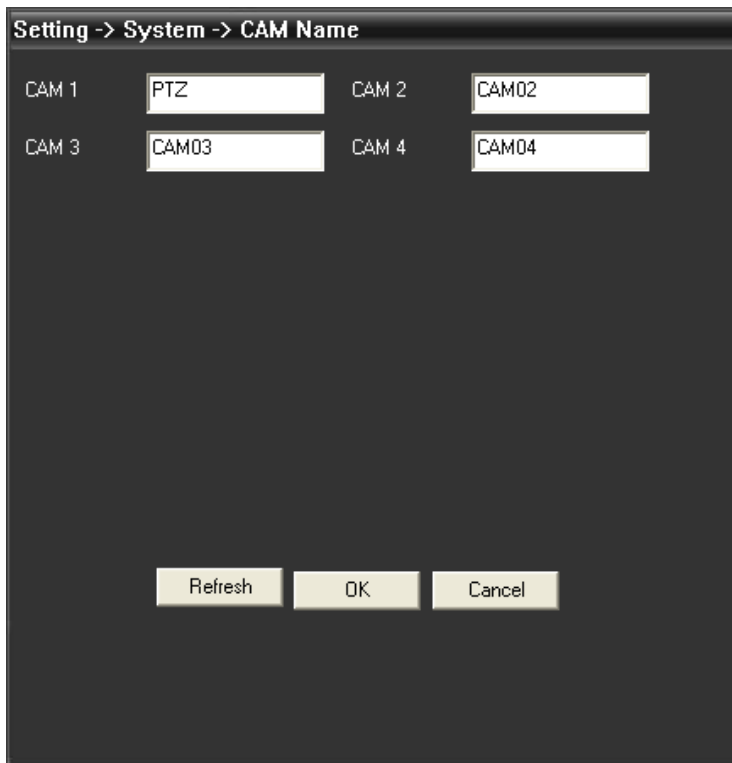 Setting -> System -> CAM Name
CAM 1 PTZ CAM 2 CAM02
CAM 3 CAM03 CAM 4 CAM04
Refresh OK Cancel